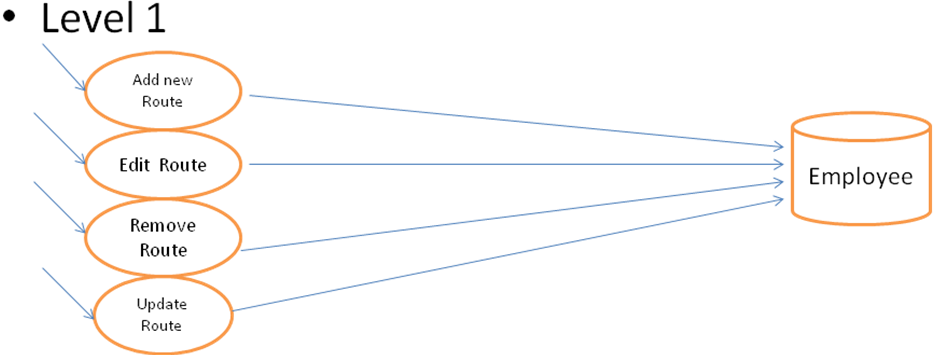 • Level 1
Add new
Route
Edit Route
Remove
Route
Update
Route
Employee